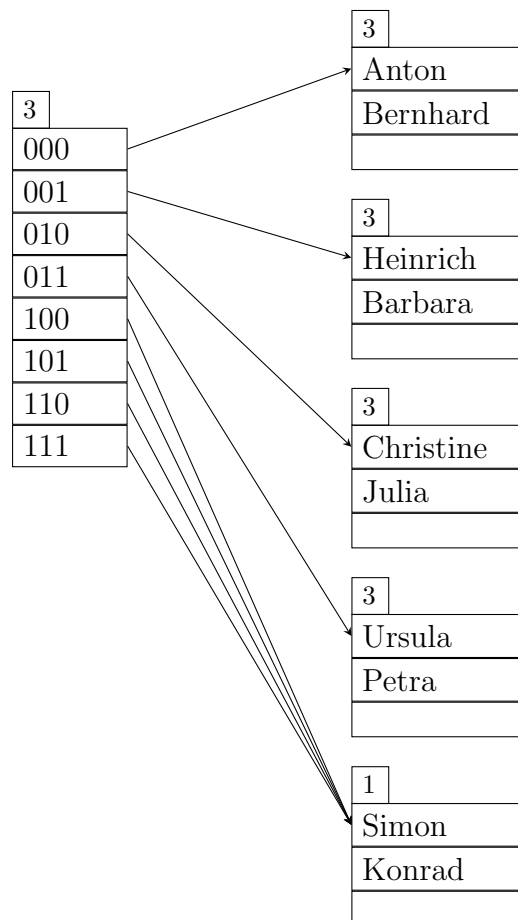 3
000
001
010
011
100
101
110
111
3
Anton
Bernhard
3
Heinrich
Barbara
3
Christine
Julia
3
Ursula
Petra
1
Simon
Konrad